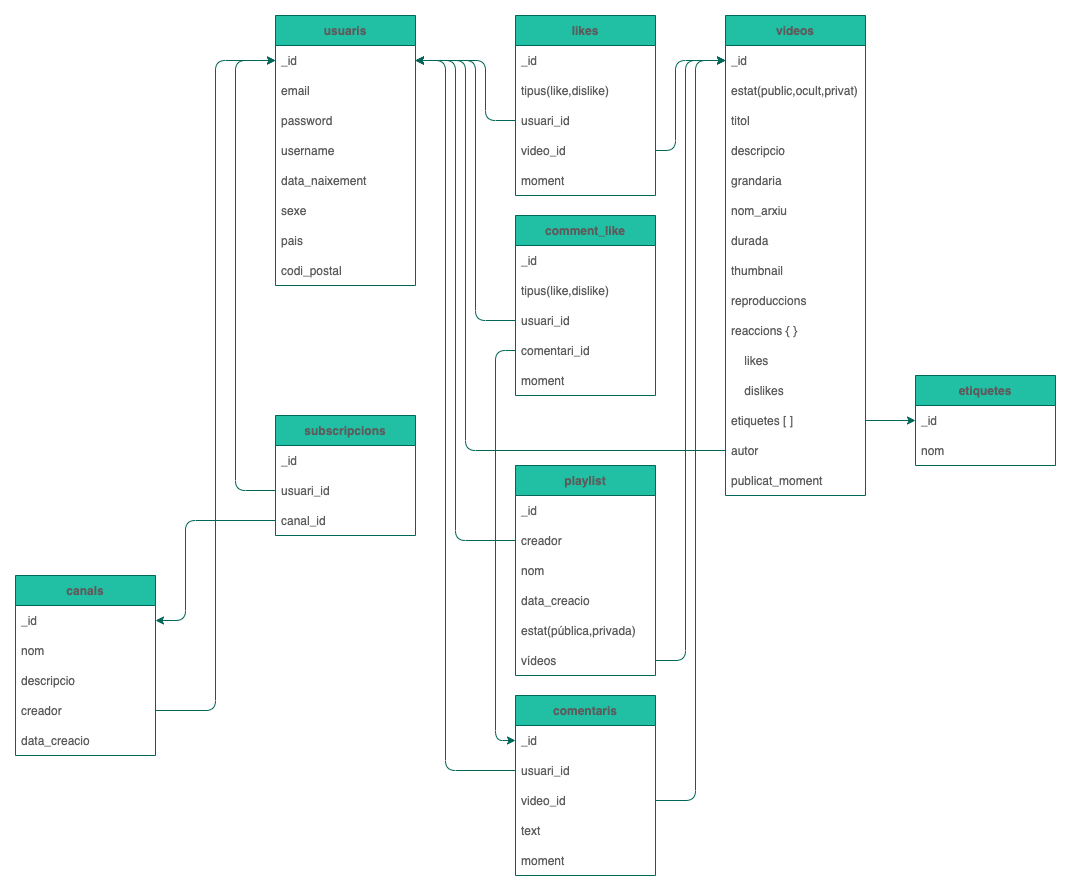 usuaris
_id
email
password
username
data_naixement
sexe
pais
codi_postal
likes
_id
tipus(like,dislike)
usuari_id
video_id
moment
videos
_id
estat(public,ocult,privat)
titol
descripcio
grandaria
nom_arxiu
durada
thumbnail
reproduccions
reaccions { }
likes
dislikes
etiquetes [ ]
autor
publicat_moment
comment_like
_id
tipus(like,dislike)
usuari_id
comentari_id
moment
etiquetes
_id
nom
subscripcions
_id
usuari_id
canal_id
playlist
_id
creador
nom
data_creacio
estat(pública,privada)
videos
canals
_id
nom
descripcio
creador
data_creacio
comentaris
_id
usuari_id
video_id
text
moment